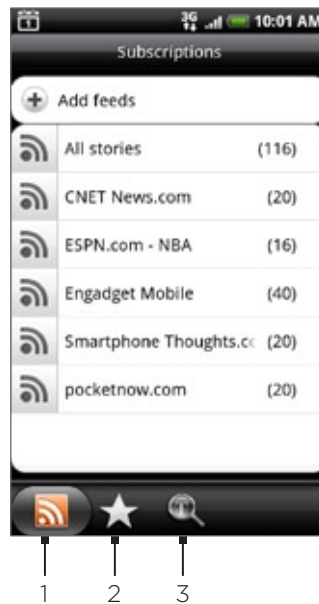 3G 10:01 AM
Subscriptions
Add feeds
All stories (116)
CNET News.com (20)
ESPN.com - NBA (16)
Engadget Mobile (40)
Smartphone Thoughts.cc (20)
pocketnow.com (20)
1 2 3